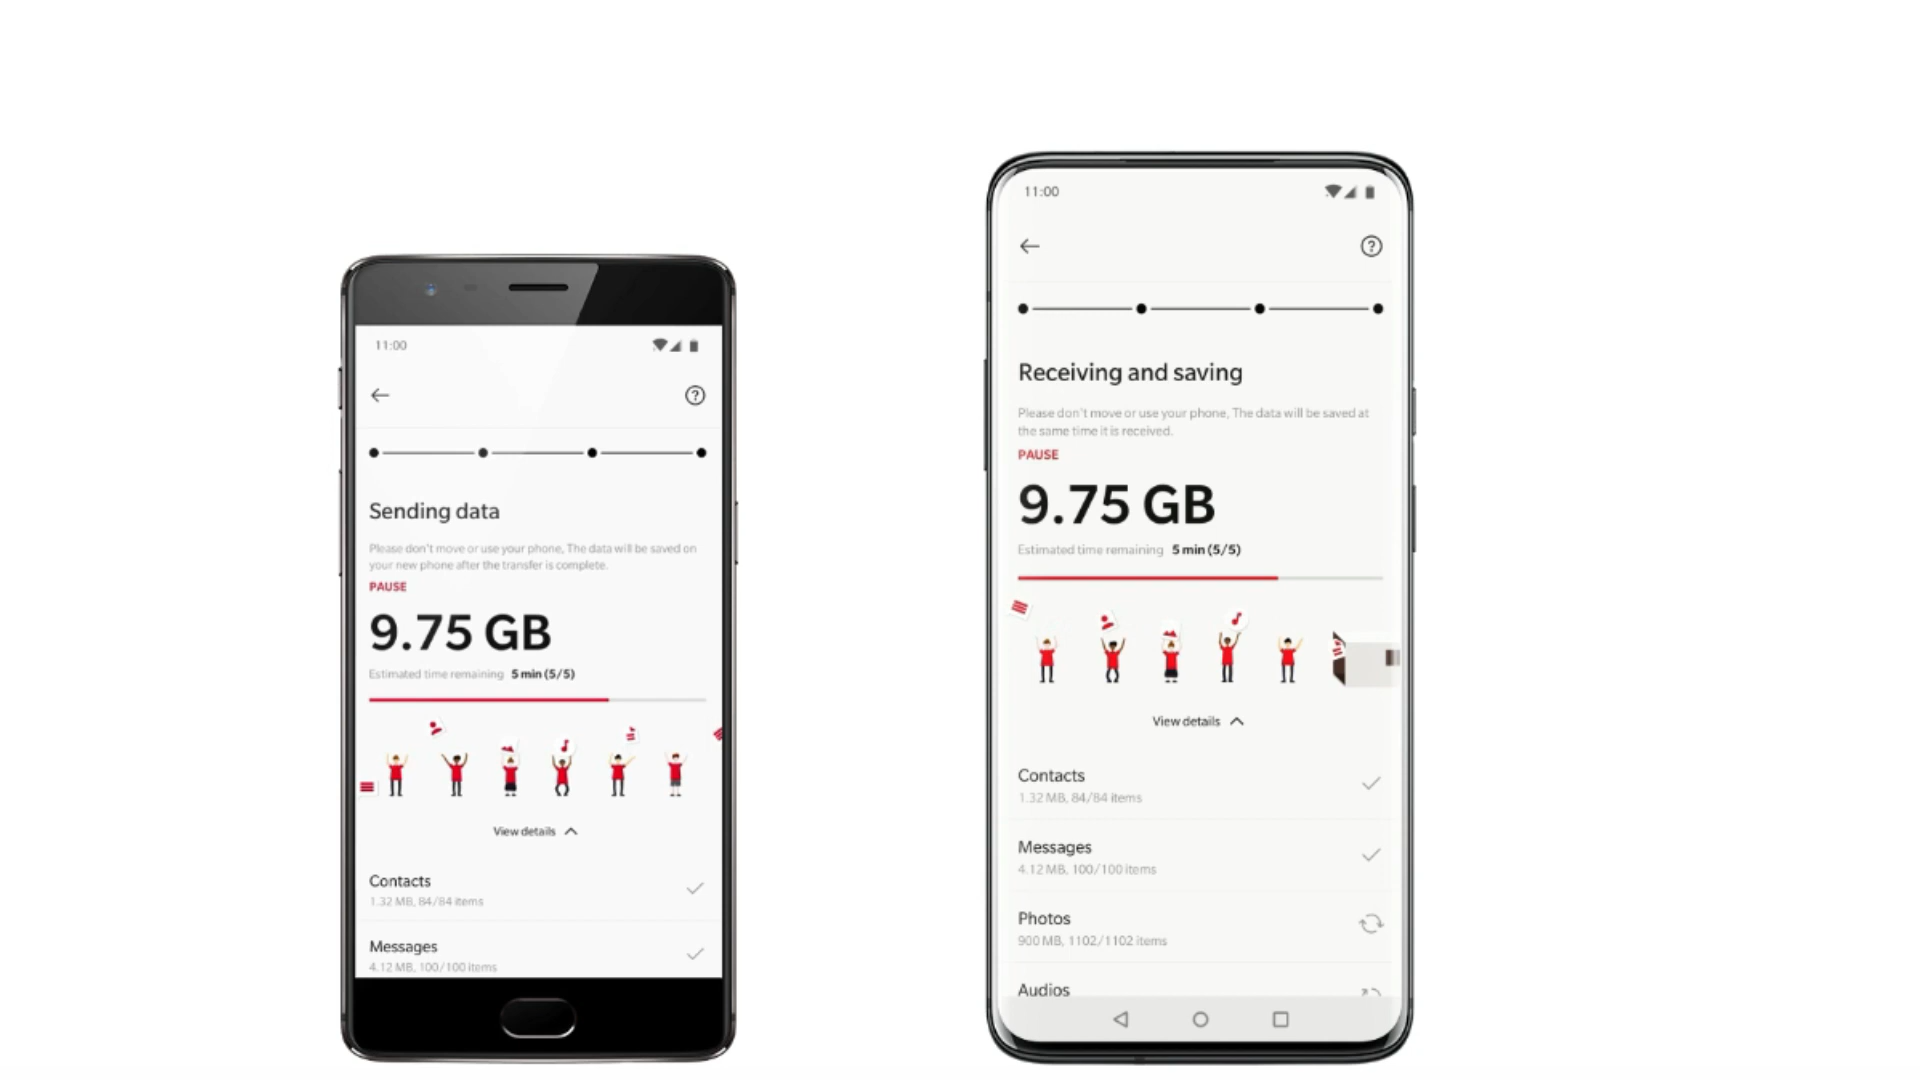 11:00
Sending data
Please don't move or use your phone, The data will be saved on
your new phone after the transfer is complete.
PAUSE
9.75 GB
Estimated time remaining 5 min (5/5)
View details
Contacts
1.32 MB, 84/84 items
Messages
4.12 MB, 100/100 items
11:00
Receiving and saving
Please don't move or use your phone, The data will be saved at
the same time it is received.
PAUSE
9.75 GB
Estimated time remaining 5 min (5/5)
View details
Contacts
1.32 MB, 84/84 items
Messages
4.12 MB, 100/100 items
Photos
900 MB, 1102/1102 items
Audios